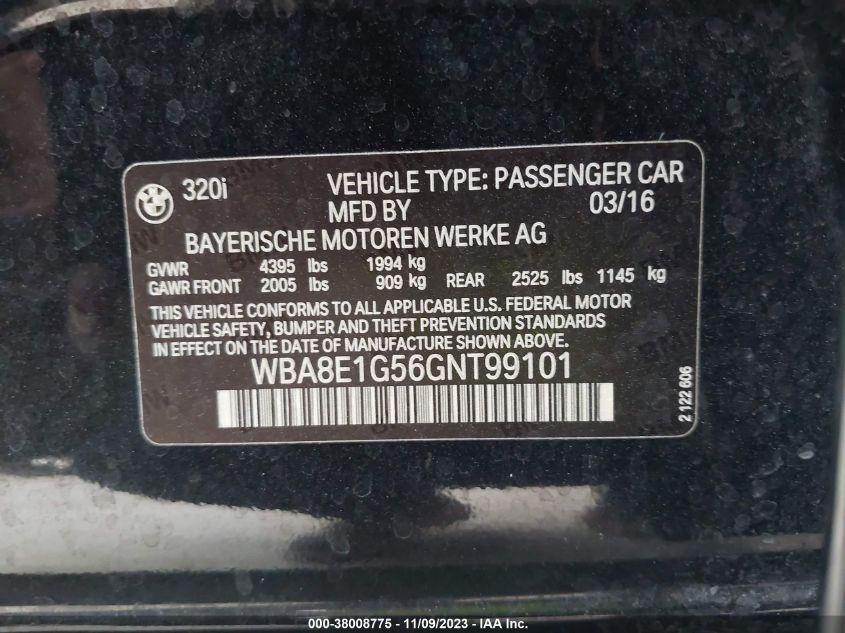 320i VEHICLE TYPE: PASSENGER CAR
MFD BY 03/16
BAYERISCHE MOTOREN WERKE AG
GVWR 4395 lbs 1994 kg
GAWR FRONT 2005 lbs 909 kg REAR 2525 lbs 1145 kg
THIS VEHICLE CONFORMS TO ALL APPLICABLE U.S. FEDERAL MOTOR
VEHICLE SAFETY, BUMPER AND THEFT PREVENTION STANDARDS
IN EFFECT ON THE DATE OF MANUFACTURE SHOWN ABOVE.
WBA8E1G56GNT99101
2 122 606
000-38008775 - 11/09/2023 - IAA Inc.